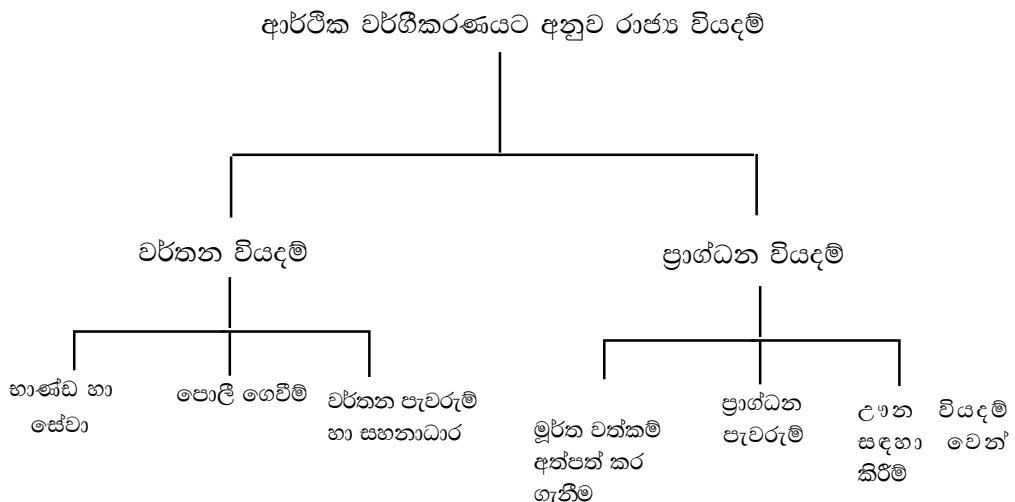 ආර්ථික වර්ගීකරණයට අනුව රාජ්‍ය වියදම්
වර්තන වියදම්
ප්‍රාග්ධන වියදම්
භාණ්ඩ හා
සේවා
පොලී ගෙවීම්
වර්තන පැවරුම්
හා සහනාධාර
මූර්ත වත්කම්
අත්පත් කර
ගැනීම
ප්‍රාග්ධන
පැවරුම්
ඌන වියදම්
සඳහා වෙන්
කිරීම්